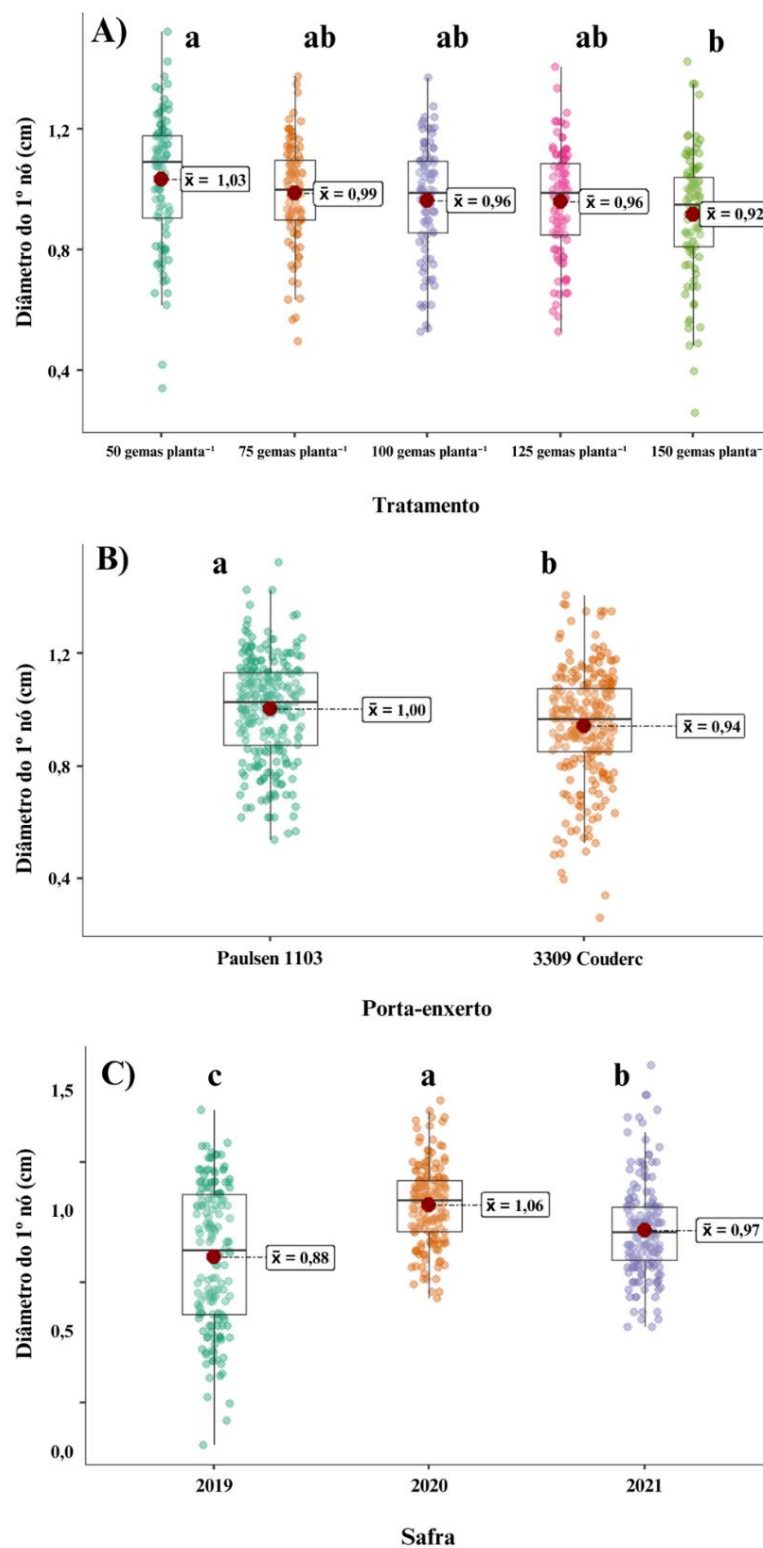 A)
a ab ab ab b
Diâmetro do 1º nó (cm)
1,2
0,8
0,4
x̄ = 1,03
x̄ = 0,99
x̄ = 0,96
x̄ = 0,96
x̄ = 0,92
50 gemas planta⁻¹ 75 gemas planta⁻¹ 100 gemas planta⁻¹ 125 gemas planta⁻¹ 150 gemas planta⁻
Tratamento
B)
a b
Diâmetro do 1º nó (cm)
1,2
0,8
0,4
x̄ = 1,00
x̄ = 0,94
Paulsen 1103 3309 Couderc
Porta-enxerto
C)
c a b
Diâmetro do 1º nó (cm)
1,5
1,0
0,5
0,0
x̄ = 0,88
x̄ = 1,06
x̄ = 0,97
2019 2020 2021
Safra